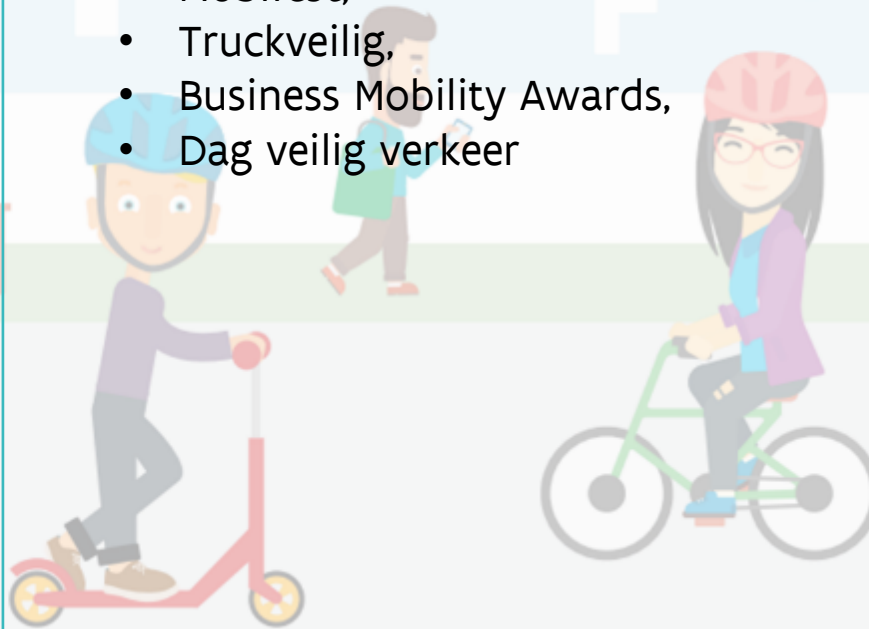 • Truckveilig,
• Business Mobility Awards,
• Dag veilig verkeer